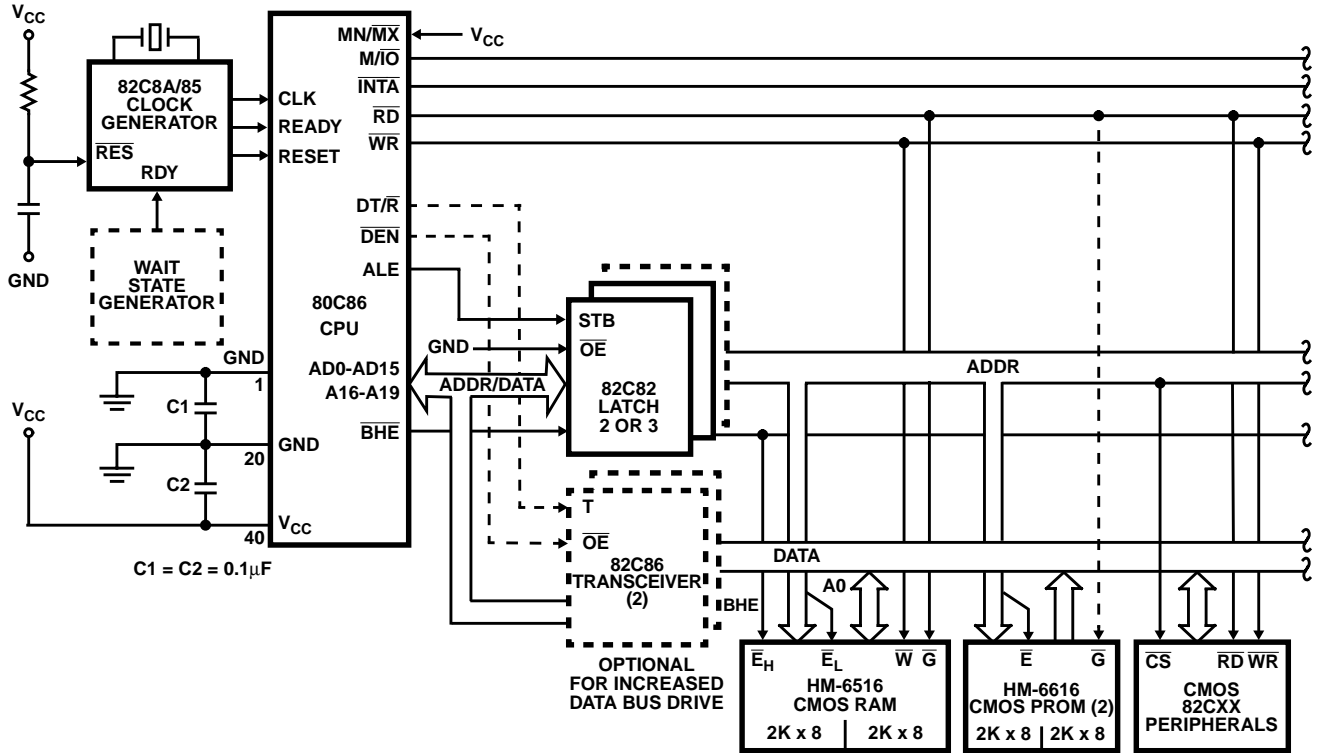 VCC
82C8A/85
CLOCK
GENERATOR
RES
RDY
WAIT
STATE
GENERATOR
GND
VCC
C1
C2
C1 = C2 = 0.1μF
GND
1
20
40
MN/MX
VCC
M/IO
INTA
CLK
RD
READY
WR
RESET
DT/R
DEN
ALE
80C86
CPU
AD0-AD15
A16-A19
BHE
GND
VCC
GND
ADDR/DATA
STB
OE
82C82
LATCH
2 OR 3
T
OE
82C86
TRANSCEIVER
(2)
OPTIONAL
FOR INCREASED
DATA BUS DRIVE
ADDR
DATA
BHE
A0
EH
EL
W
G
HM-6516
CMOS RAM
2K x 8
2K x 8
E
G
HM-6616
CMOS PROM (2)
2K x 8
2K x 8
CS
RD
WR
CMOS
82CXX
PERIPHERALS